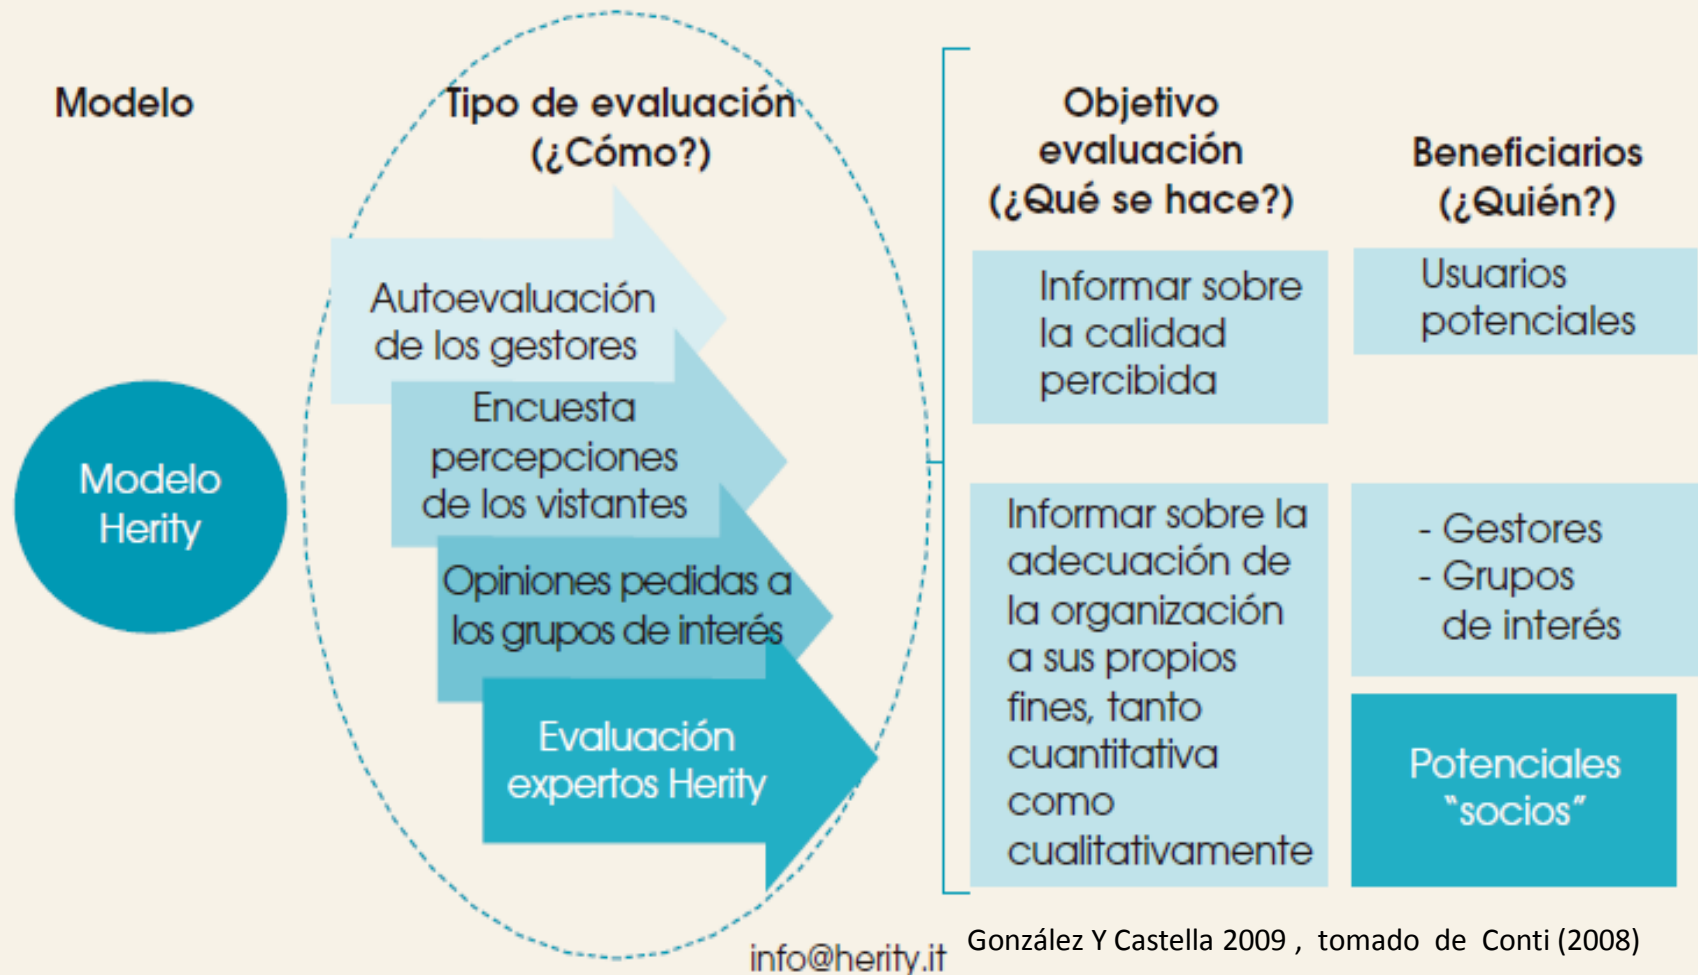 Modelo
Tipo de evaluación
(¿Cómo?)
Objetivo
evaluación
(¿Qué se hace?)
Beneficiarios
(¿Quién?)
Modelo
Herity
Autoevaluación
de los gestores
Encuesta
percepciones
de los vistantes
Opiniones pedidas a
los grupos de interés
Evaluación
expertos Herity
Informar sobre
la calidad
percibida
Usuarios
potenciales
Informar sobre la
adecuación de
la organización
a sus propios
fines, tanto
cuantitativa
como
cualitativamente
- Gestores
- Grupos
de interés
Potenciales
“socios”
info@herity.it
González Y Castella 2009 , tomado de Conti (2008)